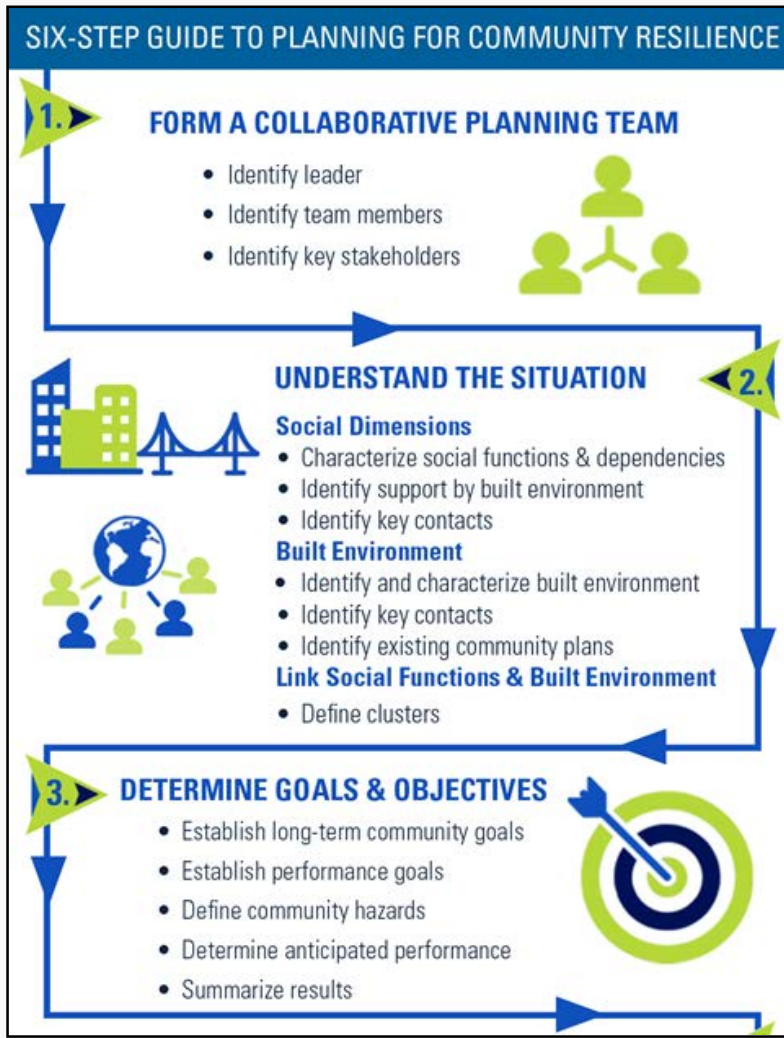 SIX-STEP GUIDE TO PLANNING FOR COMMUNITY RESILIENCE
1.
FORM A COLLABORATIVE PLANNING TEAM
• Identify leader
• Identify team members
• Identify key stakeholders
UNDERSTAND THE SITUATION
2.
Social Dimensions
• Characterize social functions & dependencies
• Identify support by built environment
• Identify key contacts
Built Environment
• Identify and characterize built environment
• Identify key contacts
• Identify existing community plans
Link Social Functions & Built Environment
• Define clusters
3.
DETERMINE GOALS & OBJECTIVES
• Establish long-term community goals
• Establish performance goals
• Define community hazards
• Determine anticipated performance
• Summarize results